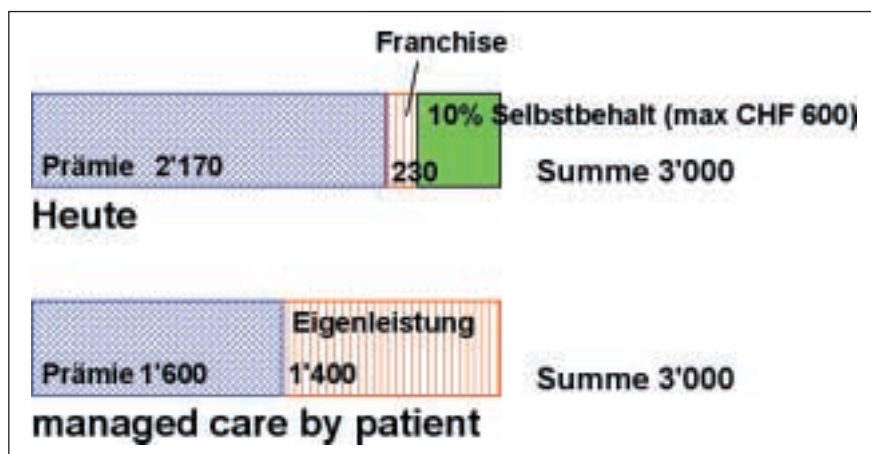 Franchise
10% Selbstbehalt (max CHF 600)
Prämie 2'170 230 Summe 3'000
Heute
Eigenleistung
Prämie 1'600 1'400 Summe 3'000
managed care by patient